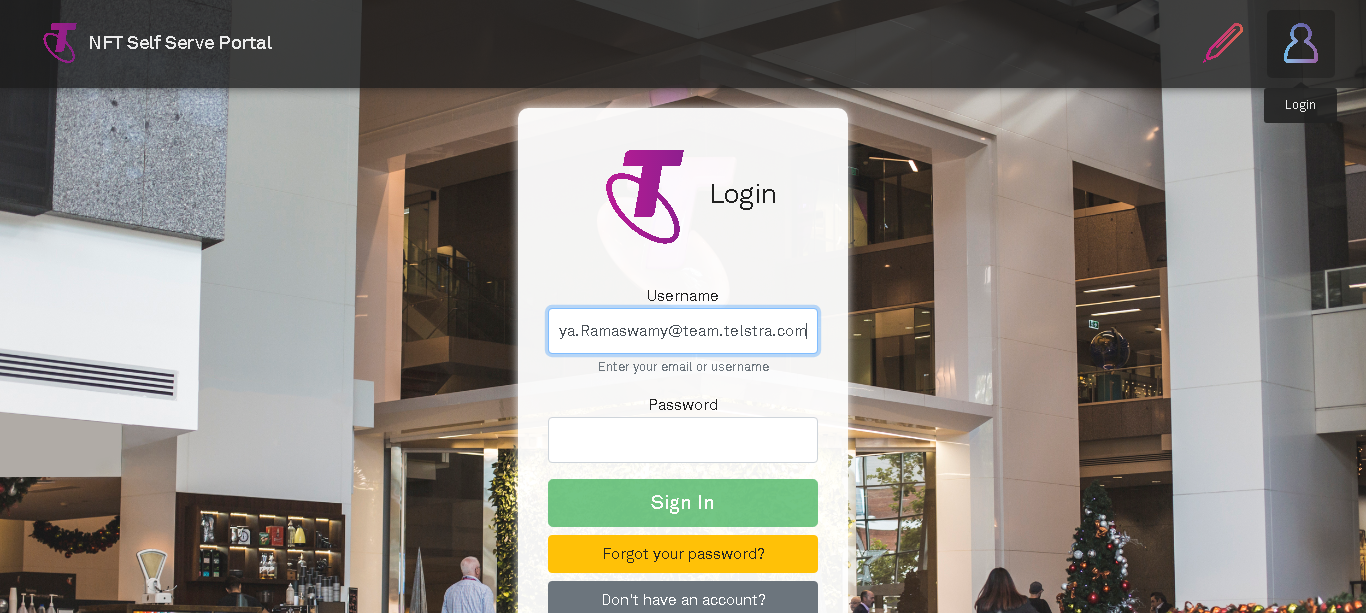 NFT Self Serve Portal
Login
Login
Username
ya.Ramaswamy@team.telstra.com
Enter your email or username
Password
Sign In
Forgot your password?
Don't have an account?